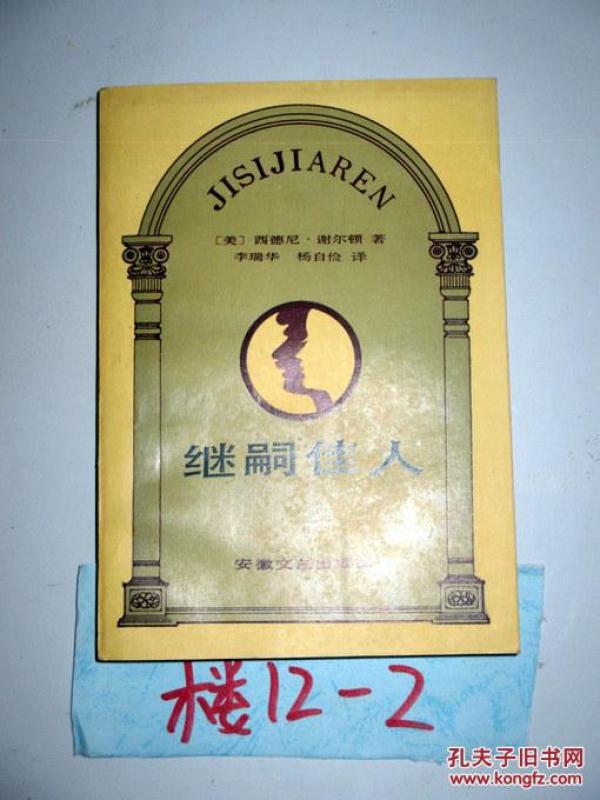 JISIJIAREN
［美］西德尼·谢尔顿 著
李瑞华 杨自俭 译
继嗣佳人
安徽文艺出版社
楼12-2
孔夫子旧书网
www.kongfz.com